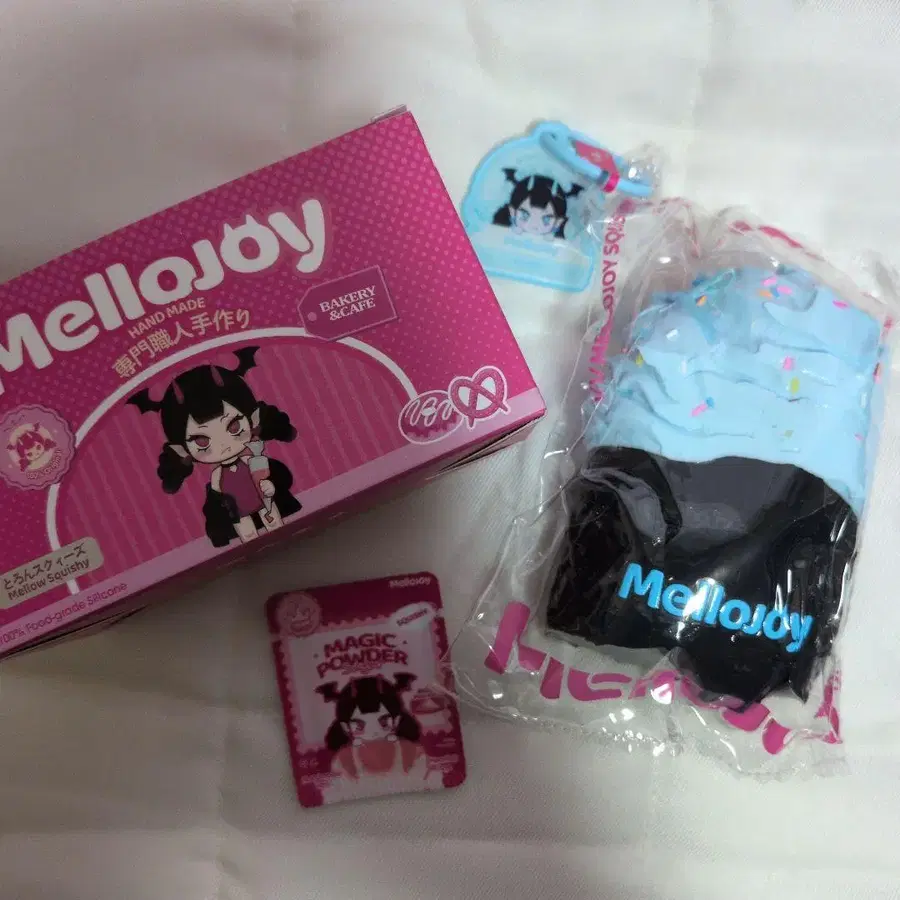 MelloJoy
HAND MADE
専門職人手作り
BAKERY
&CAFE
とろんスクィーズ
Mellow Squishy
100% Food-grade Silicone
MelloJoy
SQUISHY
MAGIC
POWDER
MelloJoy